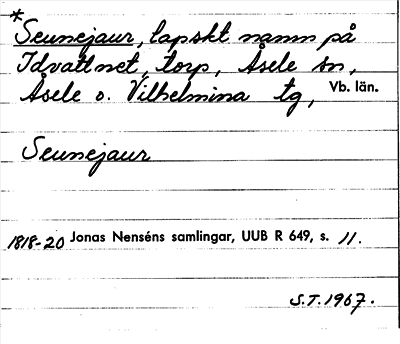 *
Seunejaur, lapskt namn på
Idvattnet, torp, Åsele sn,
Åsele o. Vilhelmina tg, Vb. län.
Seunejaur
1818-20 Jonas Nenséns samlingar, UUB R 649, s. 11.
S.T. 1967.